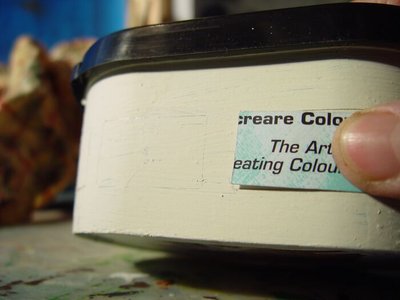 creare Colo
The Art
eating Colou